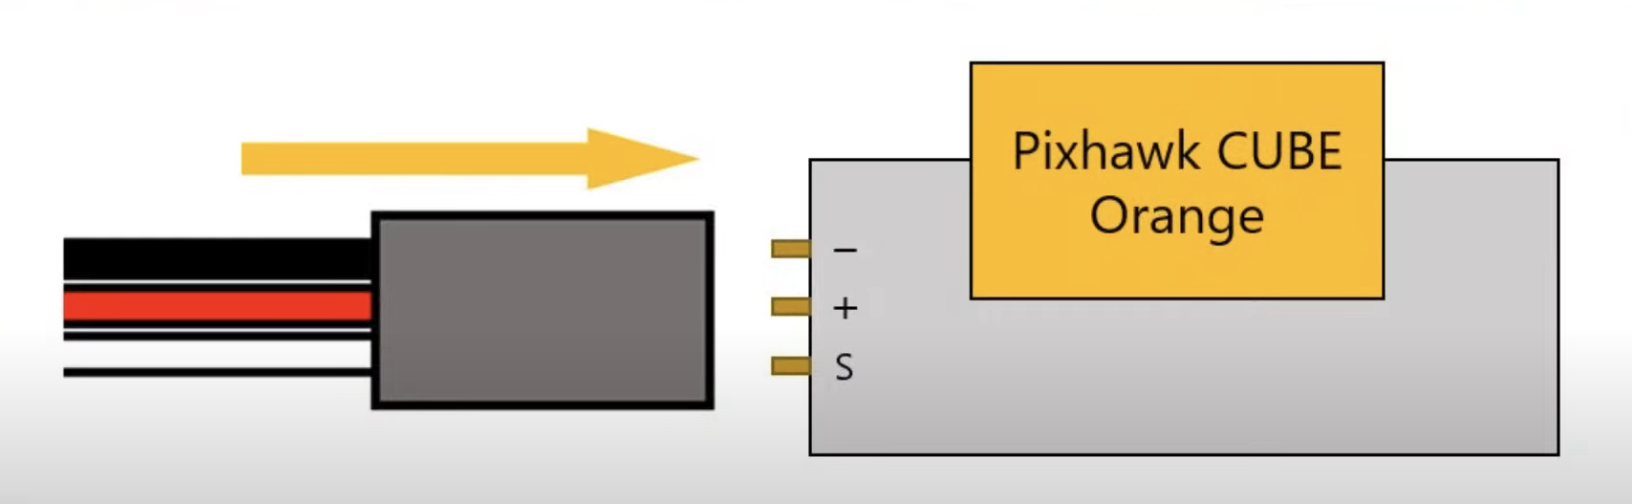 Pixhawk CUBE
Orange
–
+
S